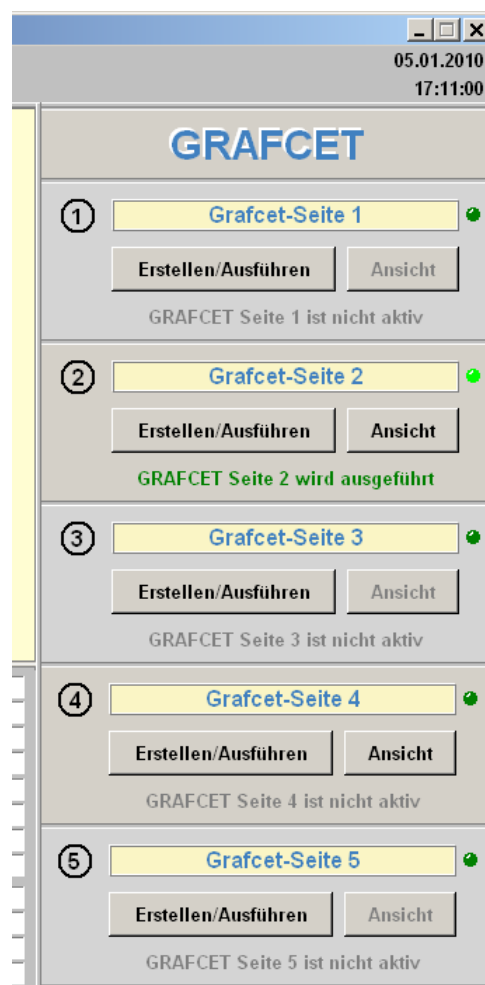 05.01.2010
17:11:00
GRAFCET
1 Grafcet-Seite 1
Erstellen/Ausführen Ansicht
GRAFCET Seite 1 ist nicht aktiv
2 Grafcet-Seite 2
Erstellen/Ausführen Ansicht
GRAFCET Seite 2 wird ausgeführt
3 Grafcet-Seite 3
Erstellen/Ausführen Ansicht
GRAFCET Seite 3 ist nicht aktiv
4 Grafcet-Seite 4
Erstellen/Ausführen Ansicht
GRAFCET Seite 4 ist nicht aktiv
5 Grafcet-Seite 5
Erstellen/Ausführen Ansicht
GRAFCET Seite 5 ist nicht aktiv